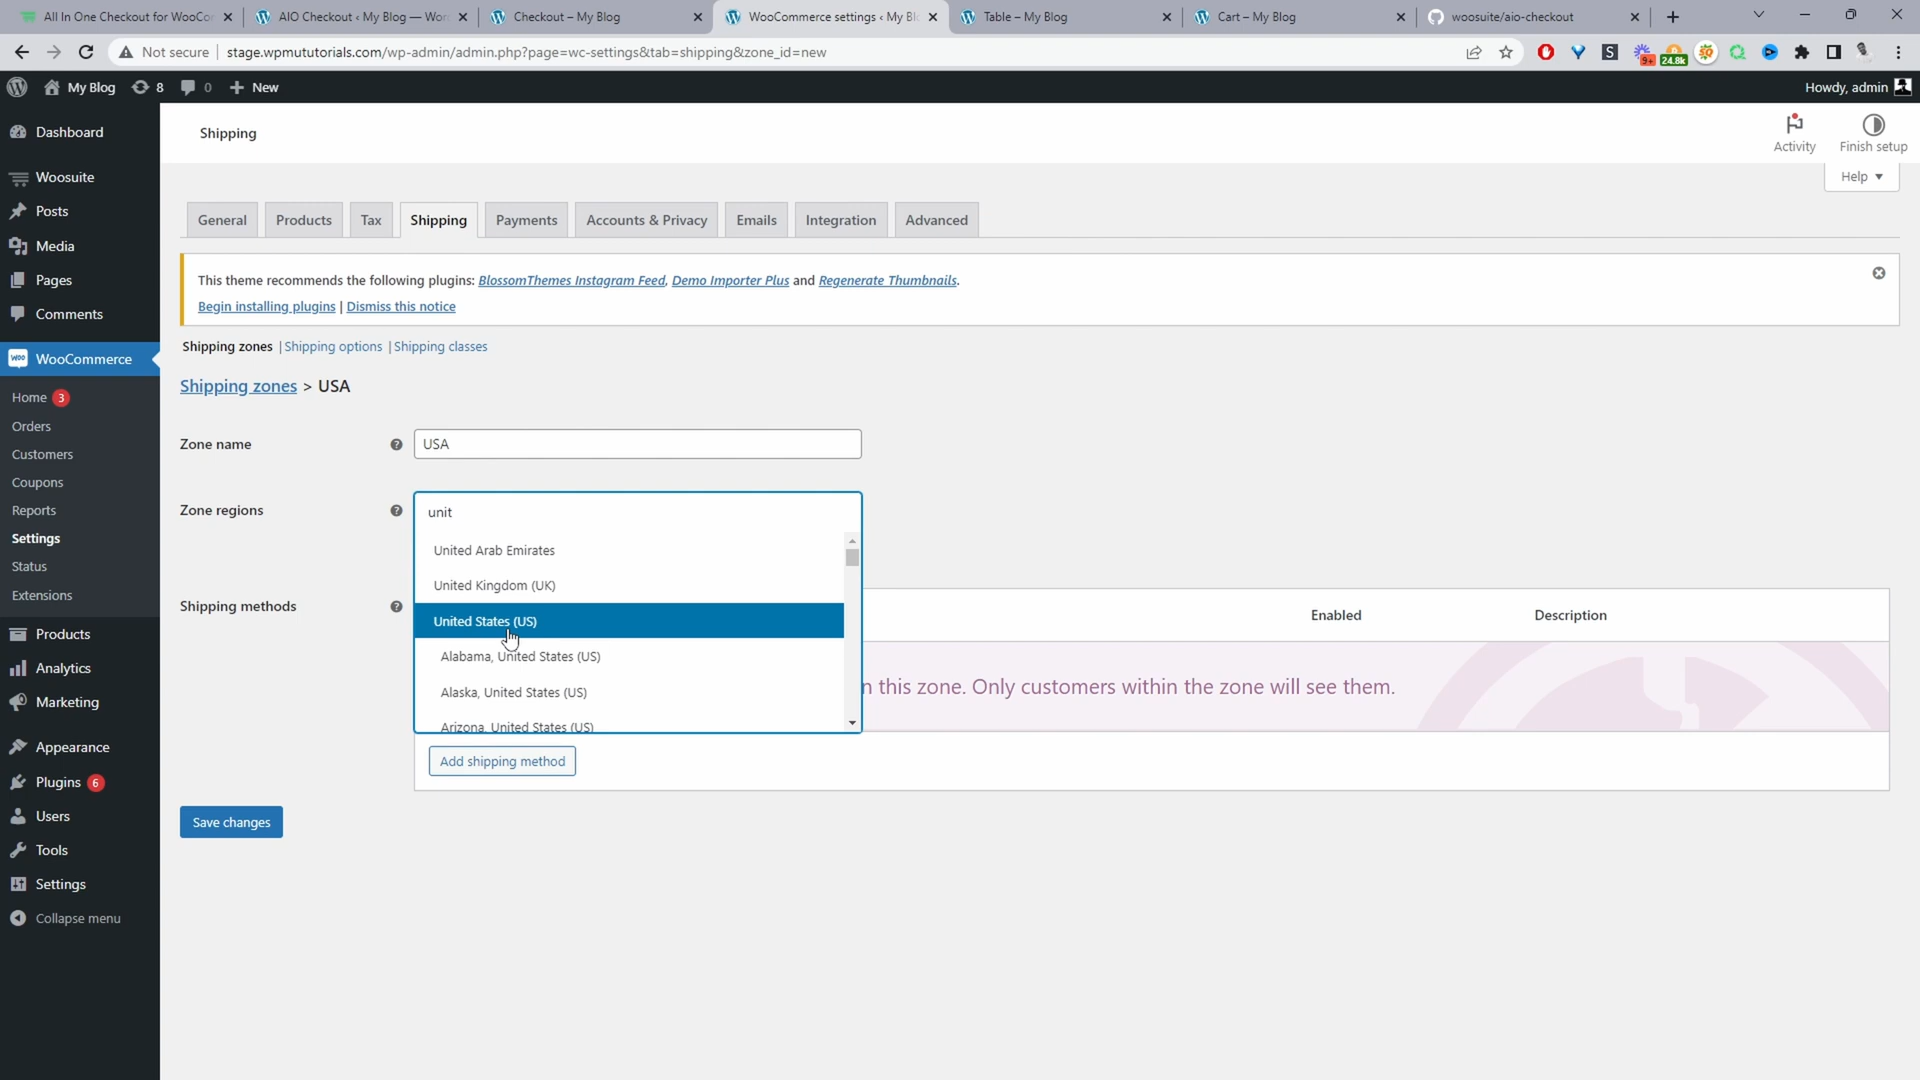 All In One Checkout for WooCor
AIO Checkout ‹ My Blog — Wor
Checkout – My Blog
WooCommerce settings ‹ My Bl
Table – My Blog
Cart – My Blog
woosuite/aio-checkout
Not secure
stage.wpmututorials.com/wp-admin/admin.php?page=wc-settings&tab=shipping&zone_id=new
9+
24.8k
My Blog
8
0
New
Howdy, admin
Dashboard
Woosuite
Posts
Media
Pages
Comments
WooCommerce
Home 3
Orders
Customers
Coupons
Reports
Settings
Status
Extensions
Products
Analytics
Marketing
Appearance
Plugins 6
Users
Tools
Settings
Collapse menu
Shipping
Activity
Finish setup
Help
General
Products
Tax
Shipping
Payments
Accounts & Privacy
Emails
Integration
Advanced
This theme recommends the following plugins: BlossomThemes Instagram Feed, Demo Importer Plus and Regenerate Thumbnails.
Begin installing plugins | Dismiss this notice
Shipping zones | Shipping options | Shipping classes
Shipping zones > USA
Zone name
USA
Zone regions
unit
United Arab Emirates
United Kingdom (UK)
United States (US)
Alabama, United States (US)
Alaska, United States (US)
Arizona, United States (US)
Shipping methods
Enabled
Description
n this zone. Only customers within the zone will see them.
Add shipping method
Save changes